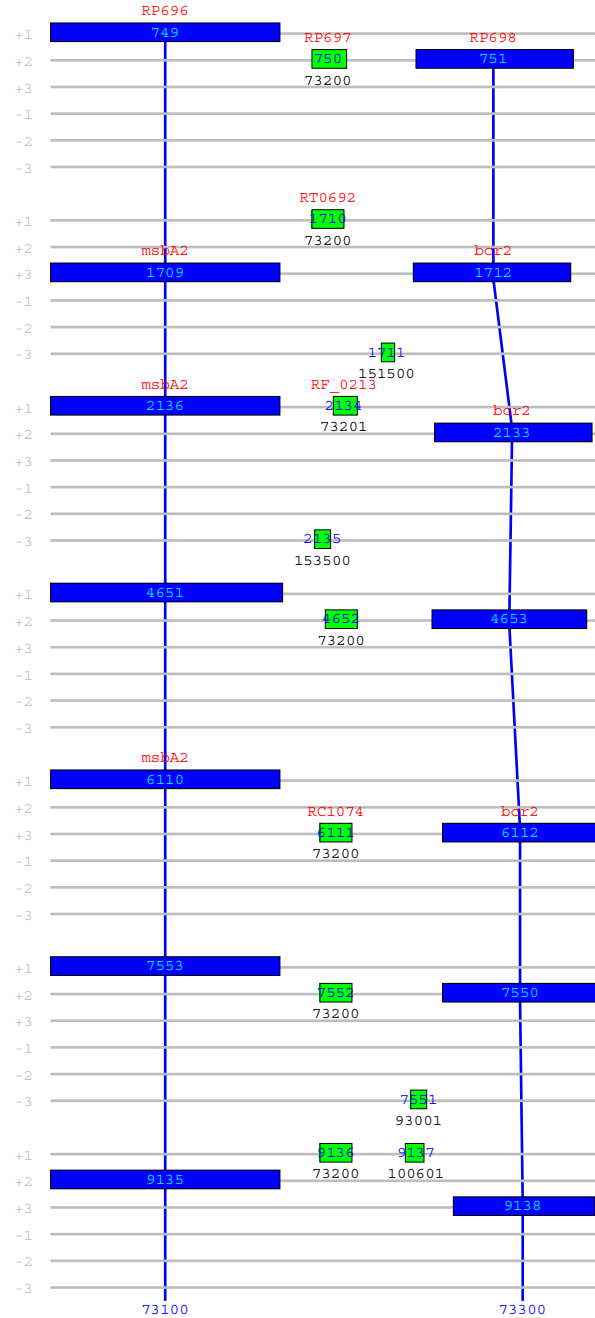 RP696
+1 749
RP697 RP698
+2 750 751
+3 73200
-1
-2
-3
RT0692
+1 1710
+2 73200
msbA2 bcr2
+3 1709 1712
-1
-2
-3 1711
151500
msbA2 RF_0213
+1 2136 2134
bcr2
73201
+2 2133
+3
-1
-2
-3 2135
153500
+1 4651
+2 4652 4653
+3 73200
-1
-2
-3
msbA2
+1 6110
+2
RC1074 bcr2
+3 6111 6112
-1 73200
-2
-3
+1 7553
+2 7552 7550
+3 73200
-1
-2
-3 7551
93001
+1 9136 9137
73200 100601
+2 9135
+3 9138
-1
-2
-3
73100 73300